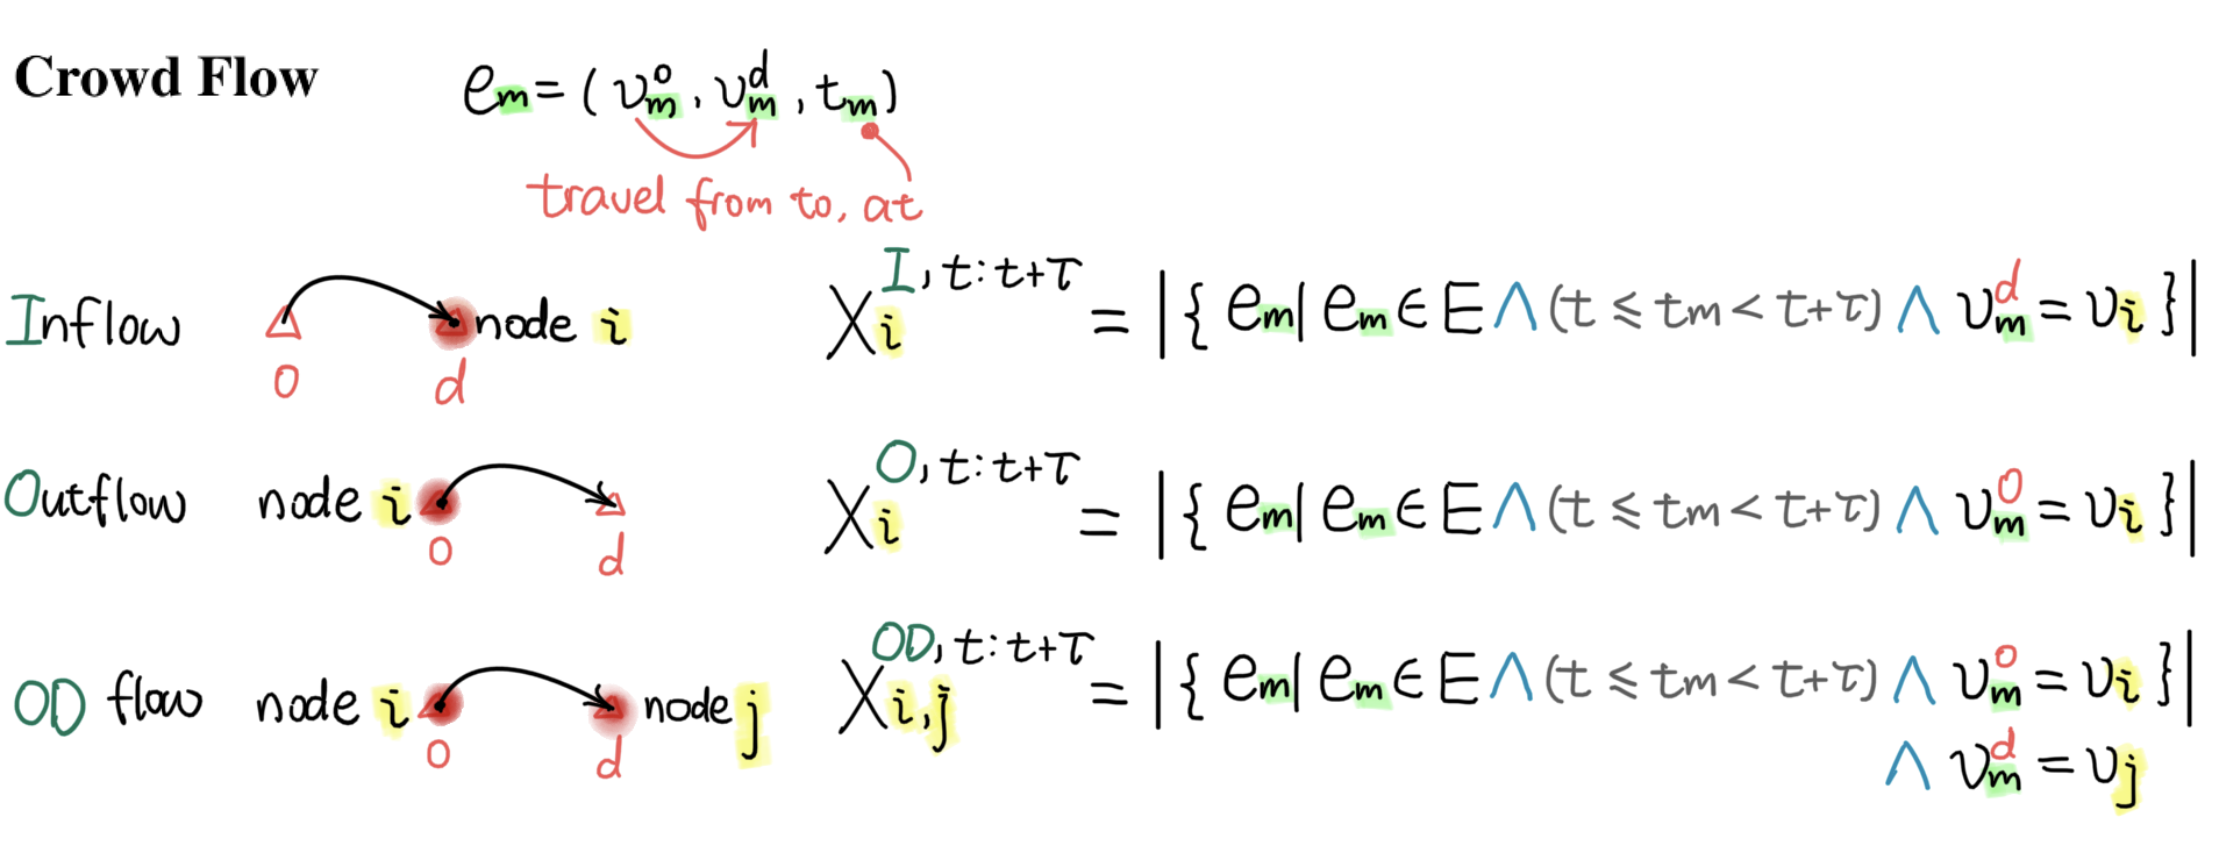 Crowd Flow e_m = (v_m^o, v_m^d, t_m)
travel from to, at
Inflow o d node i X_i^{I, t:t+τ} = |{e_m | e_m ∈ E ∧ (t ⩽ t_m < t+τ) ∧ v_m^d = v_i}|
Outflow node i o d X_i^{O, t:t+τ} = |{e_m | e_m ∈ E ∧ (t ⩽ t_m < t+τ) ∧ v_m^o = v_i}|
OD flow node i o d node j X_{i,j}^{OD, t:t+τ} = |{e_m | e_m ∈ E ∧ (t ⩽ t_m < t+τ) ∧ v_m^o = v_i}|
∧ v_m^d = v_j